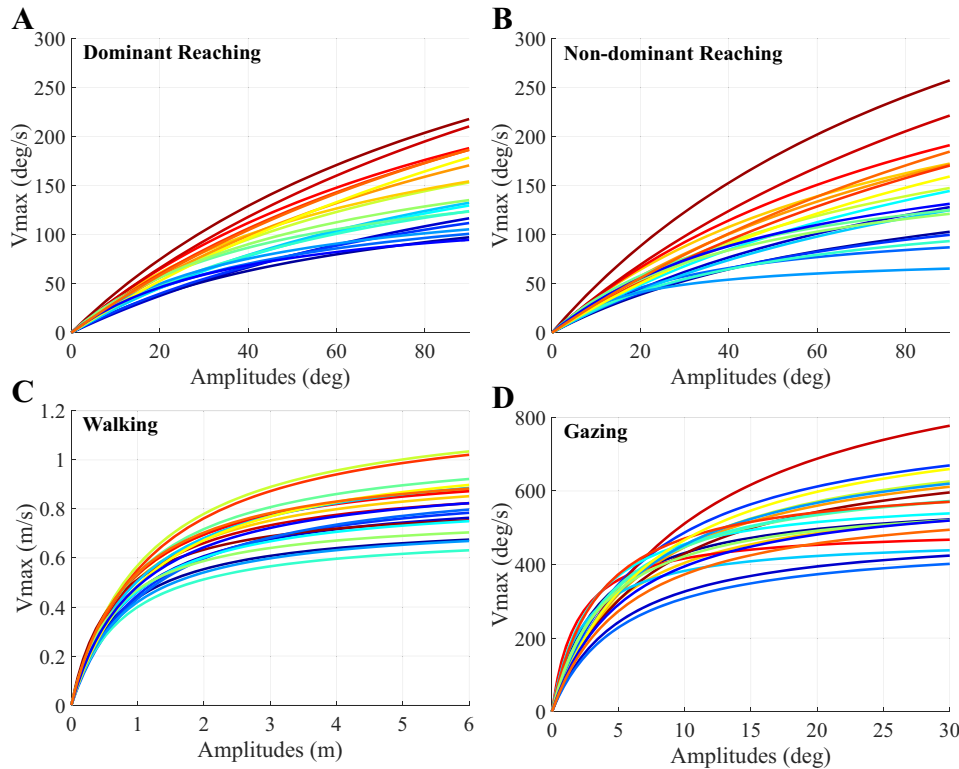 A
B
300
250
200
150
100
50
0
Vmax (deg/s)
Dominant Reaching
0 20 40 60 80
Amplitudes (deg)
300
250
200
150
100
50
0
Vmax (deg/s)
Non-dominant Reaching
0 20 40 60 80
Amplitudes (deg)
C
D
1.2
1
0.8
0.6
0.4
0.2
0
Vmax (m/s)
Walking
0 1 2 3 4 5 6
Amplitudes (m)
800
600
400
200
0
Vmax (deg/s)
Gazing
0 5 10 15 20 25 30
Amplitudes (deg)